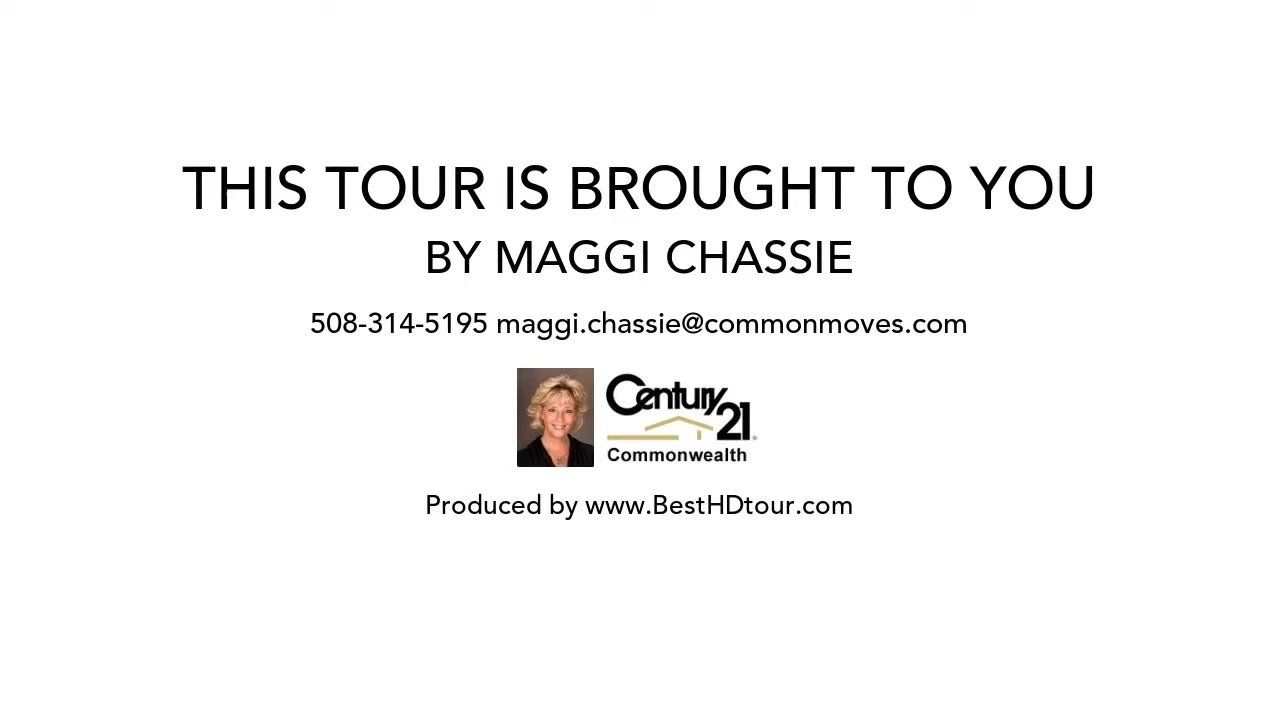 THIS TOUR IS BROUGHT TO YOU
BY MAGGI CHASSIE
508-314-5195 maggi.chassie@commonmoves.com
Century 21
Commonwealth
Produced by www.BestHDtour.com